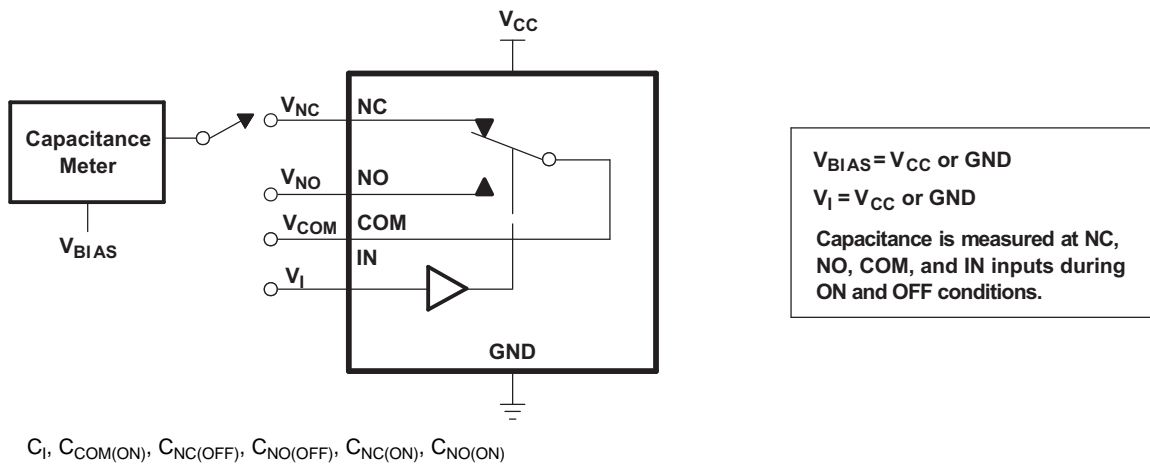 VCC
VNC NC
Capacitance
Meter
VNO NO
VCOM COM
VBIAS
IN
VI
GND
VBIAS = VCC or GND
VI = VCC or GND
Capacitance is measured at NC,
NO, COM, and IN inputs during
ON and OFF conditions.
CI, CCOM(ON), CNC(OFF), CNO(OFF), CNC(ON), CNO(ON)